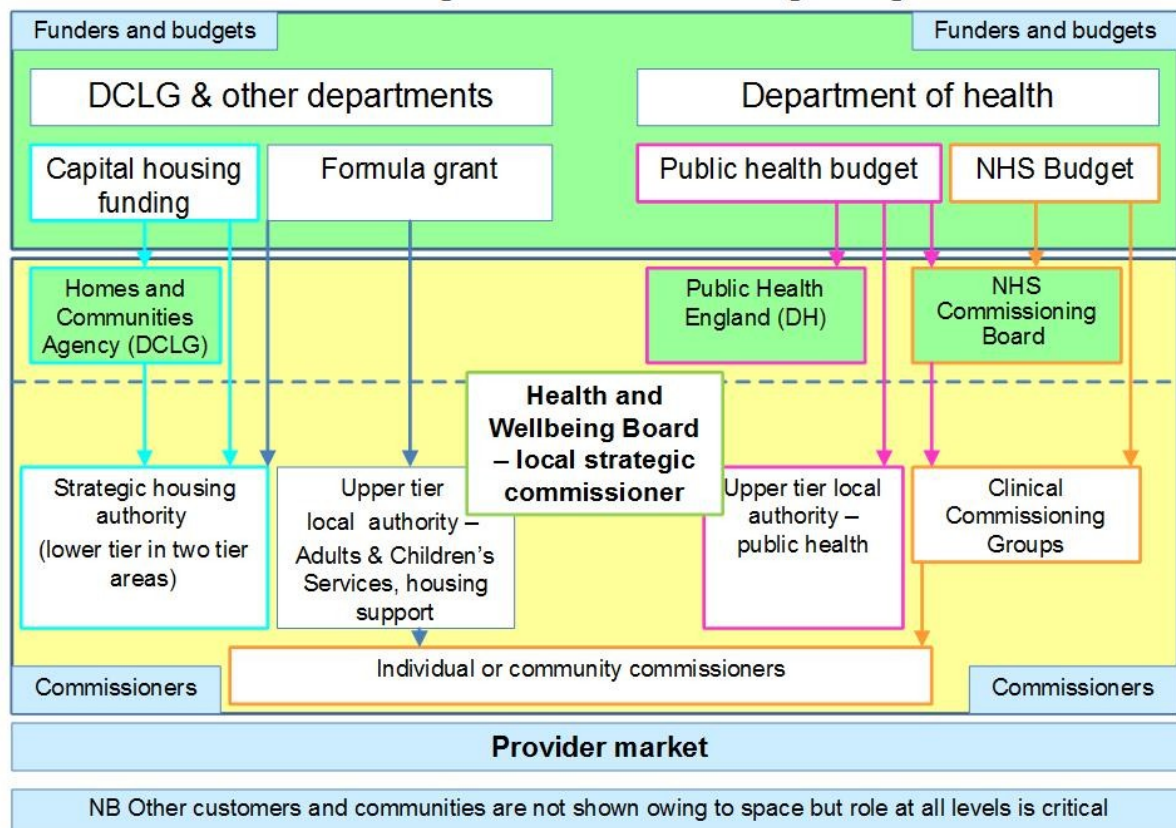 Funders and budgets
Funders and budgets
DCLG & other departments
Department of health
Capital housing
funding
Formula grant
Public health budget
NHS Budget
Homes and
Communities
Agency (DCLG)
Public Health
England (DH)
NHS
Commissioning
Board
Health and
Wellbeing Board
– local strategic
commissioner
Strategic housing
authority
(lower tier in two tier
areas)
Upper tier
local authority –
Adults & Children's
Services, housing
support
Upper tier local
authority –
public health
Clinical
Commissioning
Groups
Individual or community commissioners
Commissioners
Commissioners
Provider market
NB Other customers and communities are not shown owing to space but role at all levels is critical